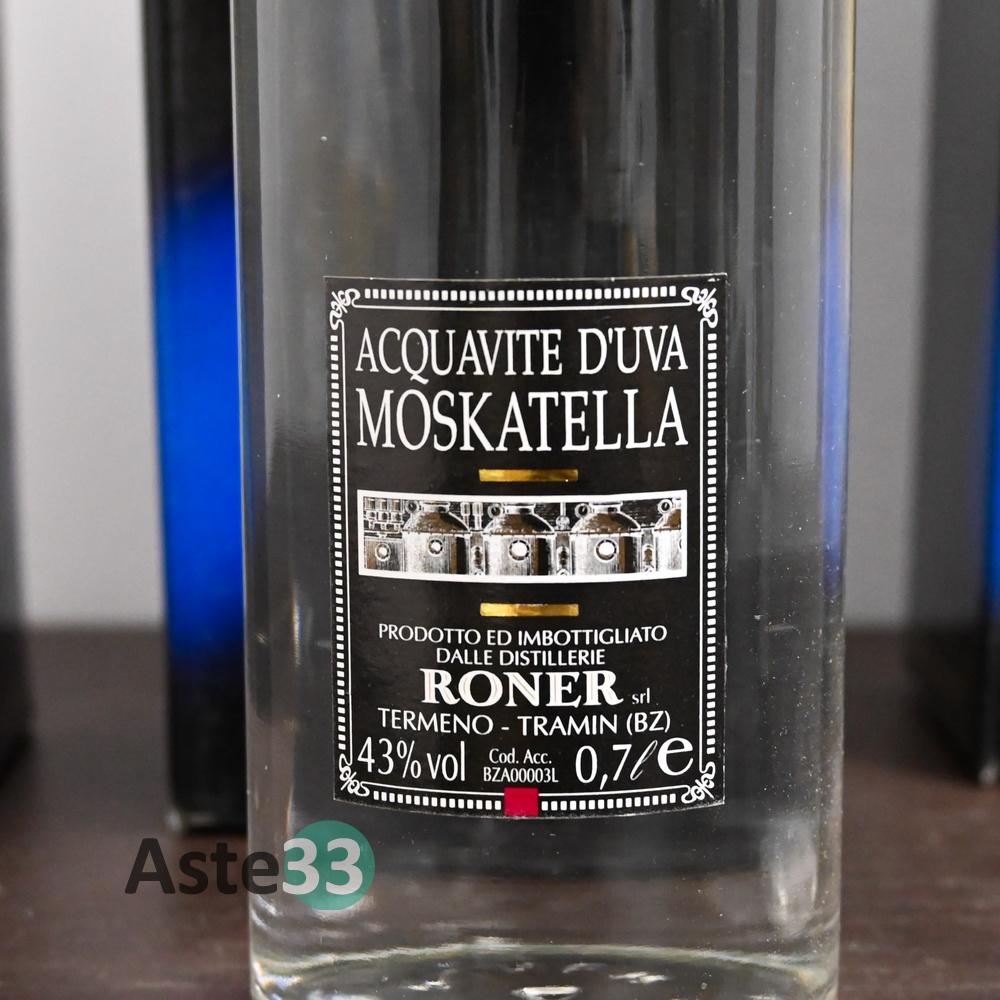 ACQUAVITE D'UVA
MOSKATELLA
PRODOTTO ED IMBOTTIGLIATO
DALLE DISTILLERIE
RONER srl
TERMENO - TRAMIN (BZ)
43% vol Cod. Acc. BZA00003L 0,7 ℓ e
Aste33